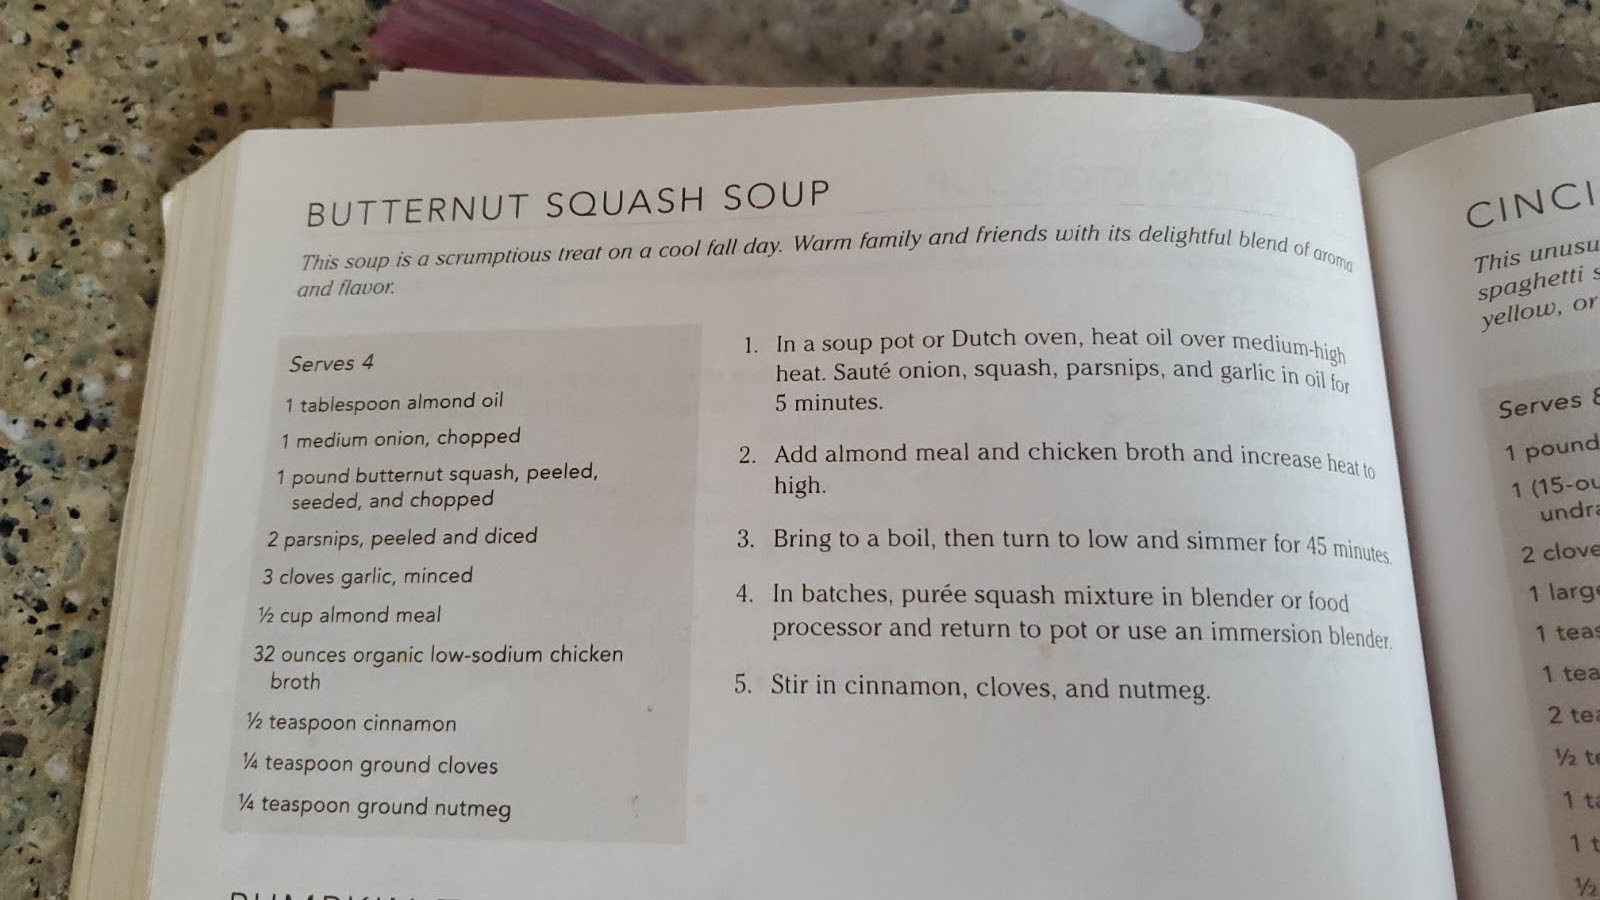 BUTTERNUT SQUASH SOUP
This soup is a scrumptious treat on a cool fall day. Warm family and friends with its delightful blend of aroma
and flavor.
Serves 4
1 tablespoon almond oil
1 medium onion, chopped
1 pound butternut squash, peeled,
seeded, and chopped
2 parsnips, peeled and diced
3 cloves garlic, minced
½ cup almond meal
32 ounces organic low-sodium chicken
broth
½ teaspoon cinnamon
¼ teaspoon ground cloves
¼ teaspoon ground nutmeg
1. In a soup pot or Dutch oven, heat oil over medium-high
heat. Sauté onion, squash, parsnips, and garlic in oil for
5 minutes.
2. Add almond meal and chicken broth and increase heat to
high.
3. Bring to a boil, then turn to low and simmer for 45 minutes.
4. In batches, purée squash mixture in blender or food
processor and return to pot or use an immersion blender.
5. Stir in cinnamon, cloves, and nutmeg.
CINCI
This unusu
spaghetti s
yellow, or
Serves 8
1 pound
1 (15-ou
undra
2 clove
1 large
1 teas
1 tea
2 tea
½ te
1 ta
1 t
½